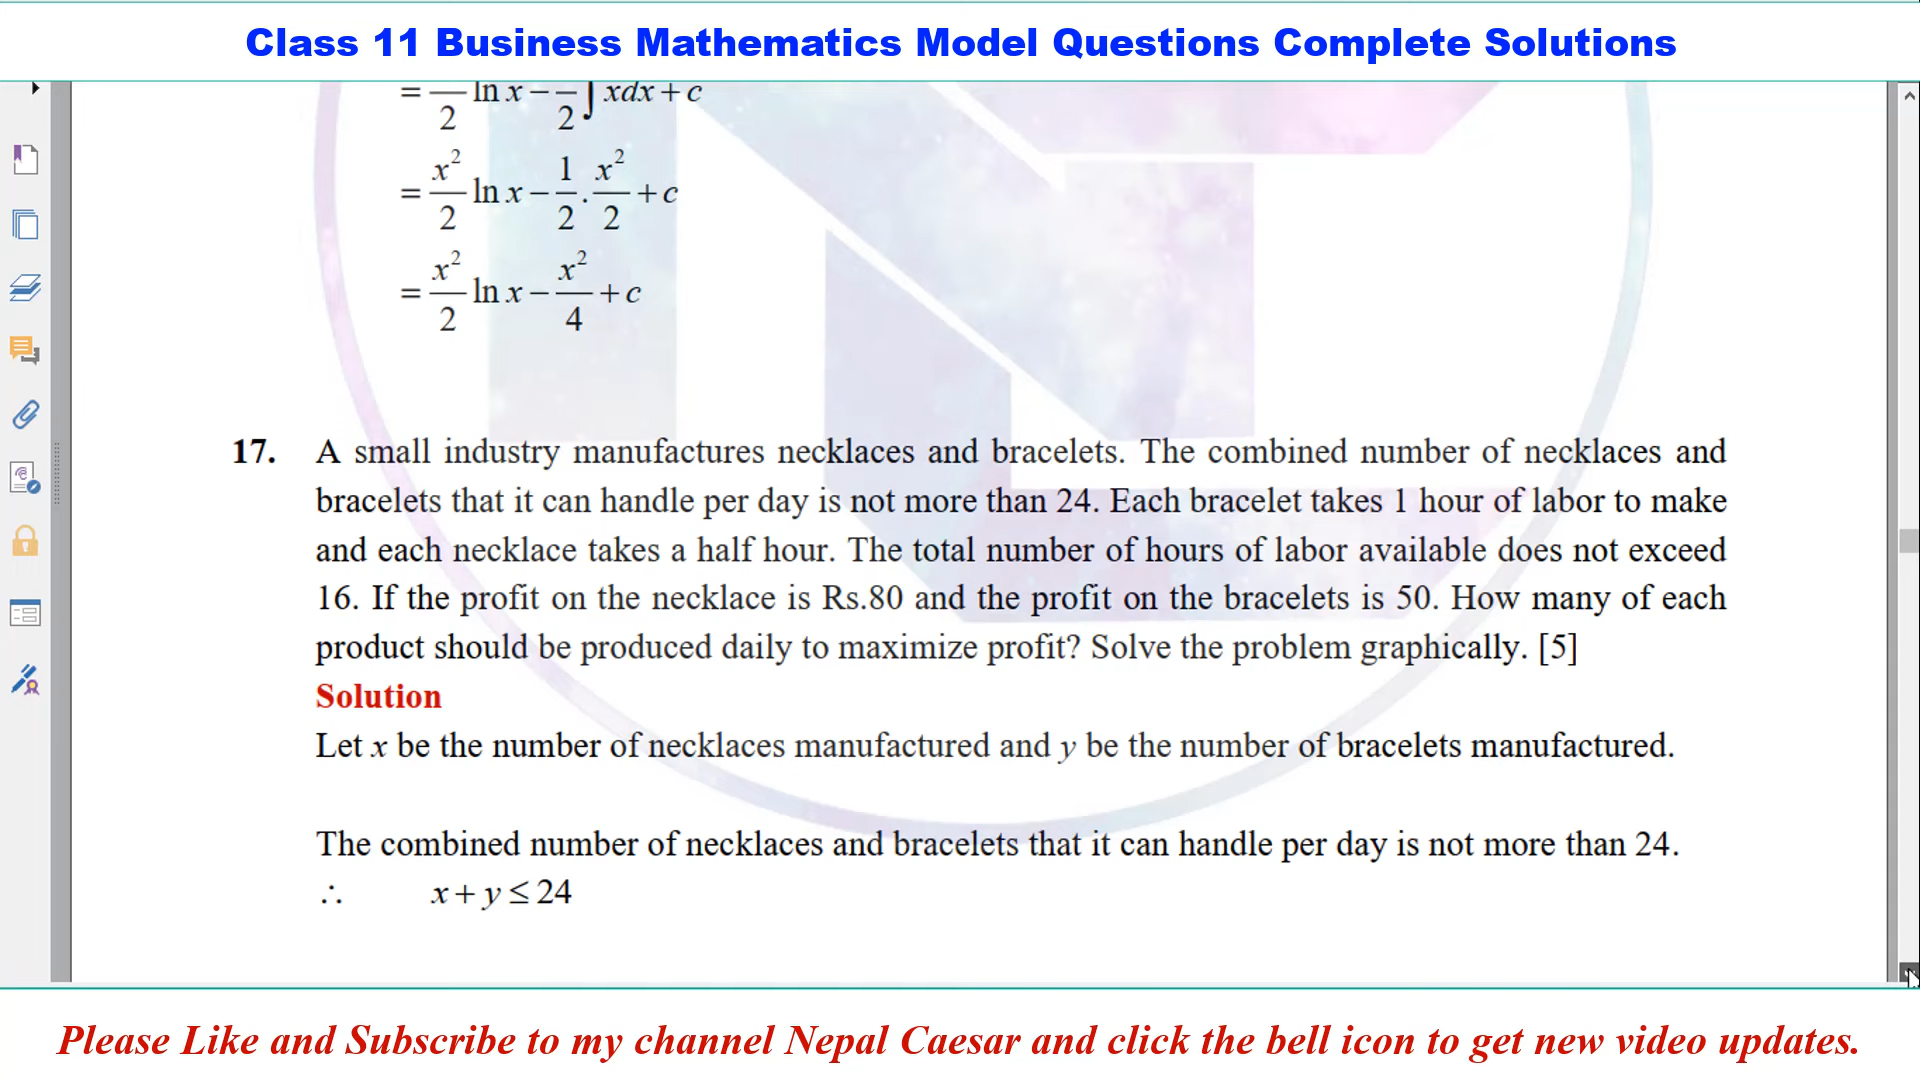 Class 11 Business Mathematics Model Questions Complete Solutions
= —/2 ln x − —/2 ∫ xdx + c
= x²/2 ln x − 1/2 . x²/2 + c
= x²/2 ln x − x²/4 + c
17. A small industry manufactures necklaces and bracelets. The combined number of necklaces and
bracelets that it can handle per day is not more than 24. Each bracelet takes 1 hour of labor to make
and each necklace takes a half hour. The total number of hours of labor available does not exceed
16. If the profit on the necklace is Rs.80 and the profit on the bracelets is 50. How many of each
product should be produced daily to maximize profit? Solve the problem graphically. [5]
Solution
Let x be the number of necklaces manufactured and y be the number of bracelets manufactured.
The combined number of necklaces and bracelets that it can handle per day is not more than 24.
∴ x + y ≤ 24
Please Like and Subscribe to my channel Nepal Caesar and click the bell icon to get new video updates.